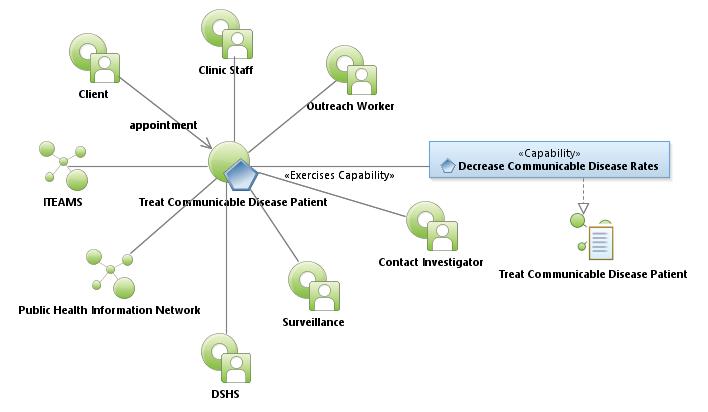 Clinic Staff
Client
Outreach Worker
appointment
«Capability»
Decrease Communicable Disease Rates
«Exercises Capability»
ITEAMS
Treat Communicable Disease Patient
Contact Investigator
Treat Communicable Disease Patient
Public Health Information Network
Surveillance
DSHS